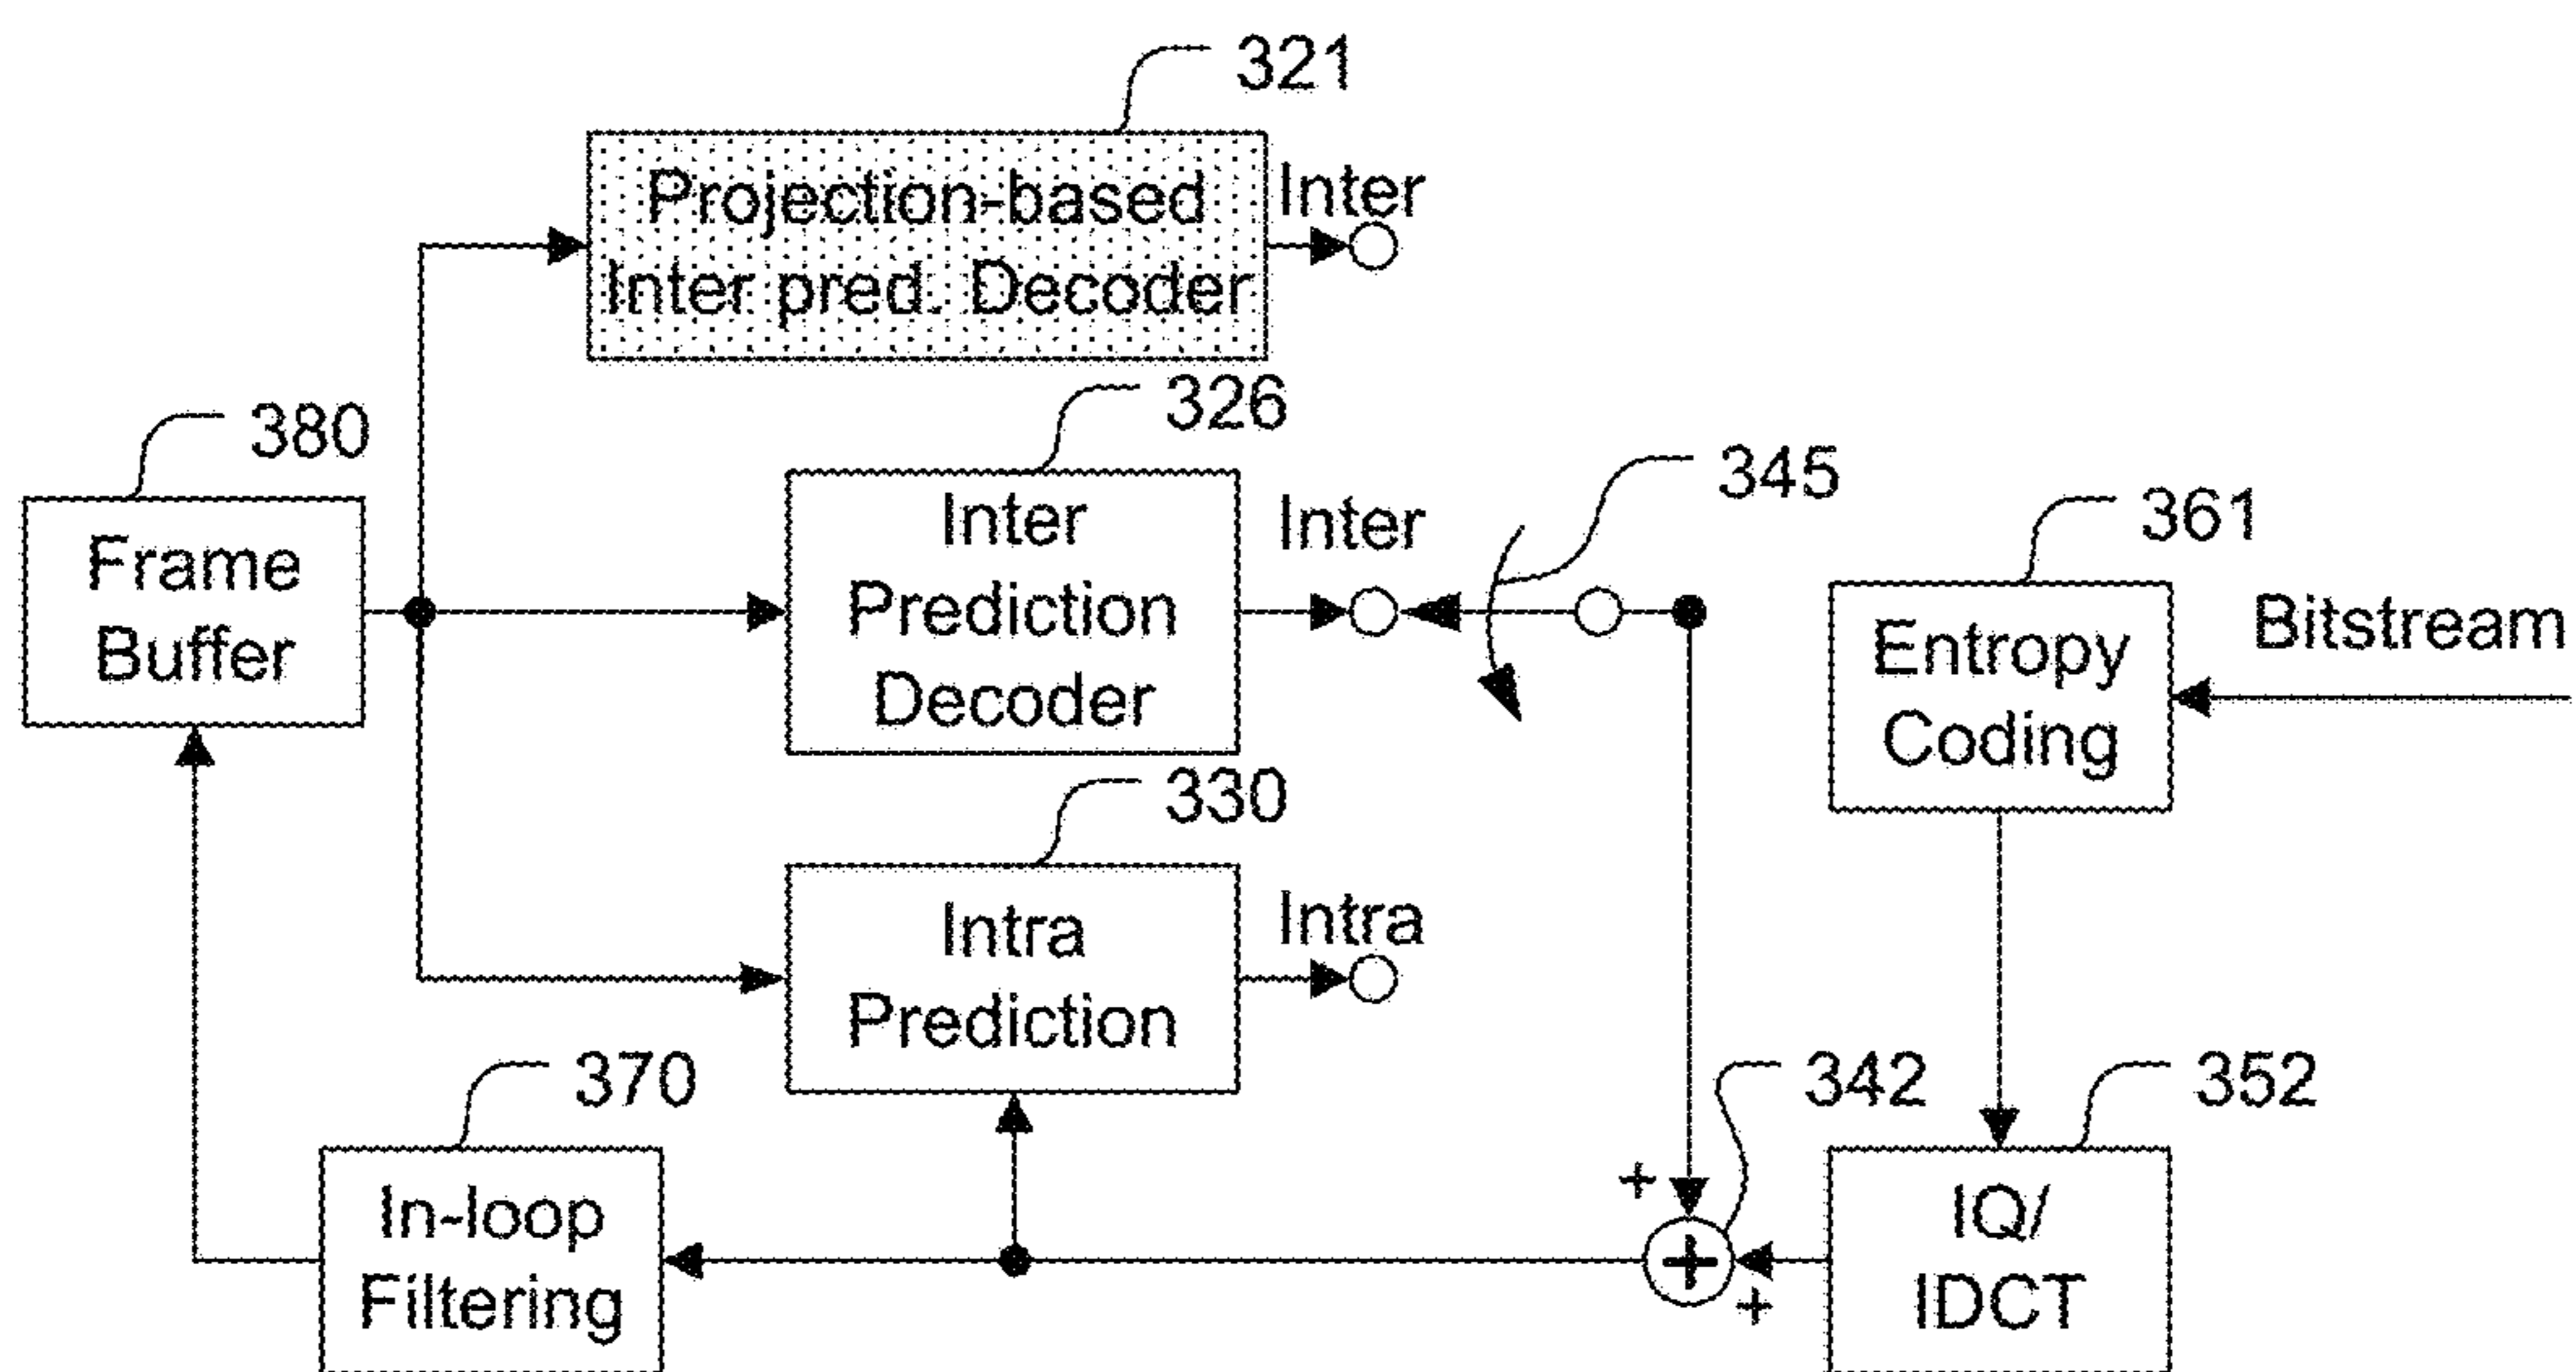 321
Projection-based
Inter pred. Decoder
Inter
380
Frame
Buffer
326
Inter
Prediction
Decoder
Inter
345
361
Entropy
Coding
Bitstream
330
Intra
Prediction
Intra
370
In-loop
Filtering
342
+
+
+
352
IQ/
IDCT